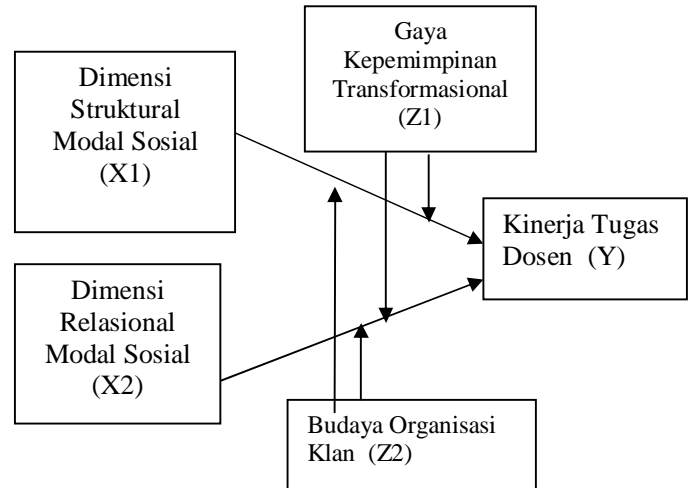 Dimensi
Struktural
Modal Sosial
(X1)
Gaya
Kepemimpinan
Transformasional
(Z1)
Kinerja Tugas
Dosen (Y)
Dimensi
Relasional
Modal Sosial
(X2)
Budaya Organisasi
Klan (Z2)